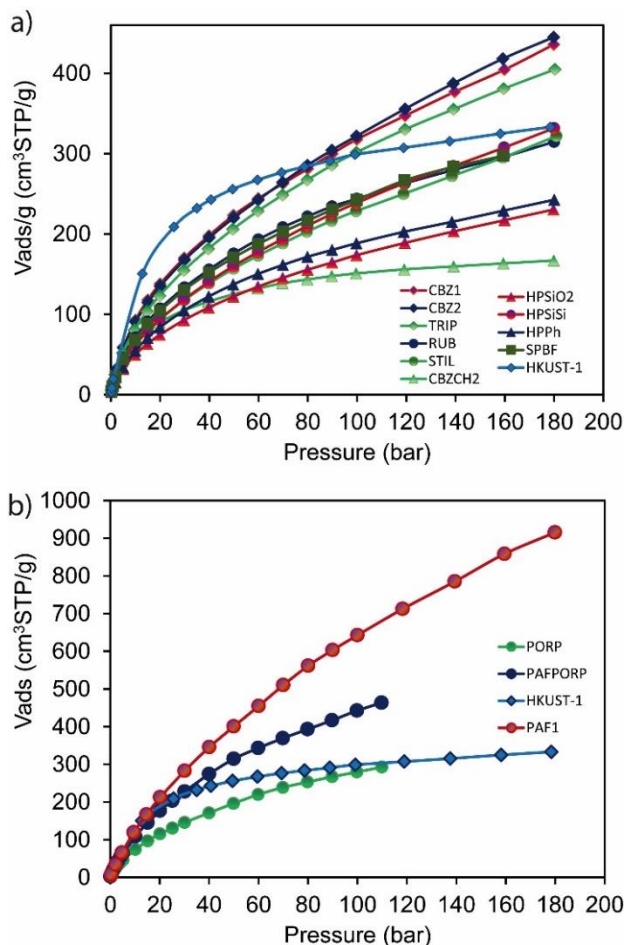 a)
400
300
200
100
0
Vads/g (cm³STP/g)
CBZ1
CBZ2
TRIP
RUB
STIL
CBZCH2
HPSiO2
HPSiSi
HPPh
SPBF
HKUST-1
0 20 40 60 80 100 120 140 160 180 200
Pressure (bar)
b)
1000
900
800
700
600
500
400
300
200
100
0
Vads (cm³STP/g)
PORP
PAFPORP
HKUST-1
PAF1
0 20 40 60 80 100 120 140 160 180 200
Pressure (bar)